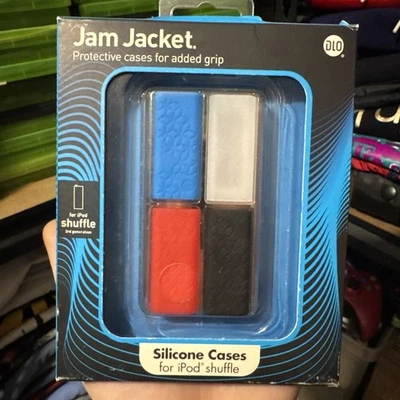 Jam Jacket.
Protective cases for added grip
DLO
for iPod
shuffle
3rd generation
Silicone Cases
for iPod® shuffle